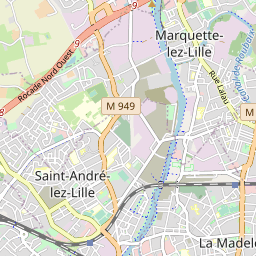 Marquette-
lez-Lille
Rocade Nord Ouest
Rue Lalau
M 949
M
Saint-André-
lez-Lille
La Madele